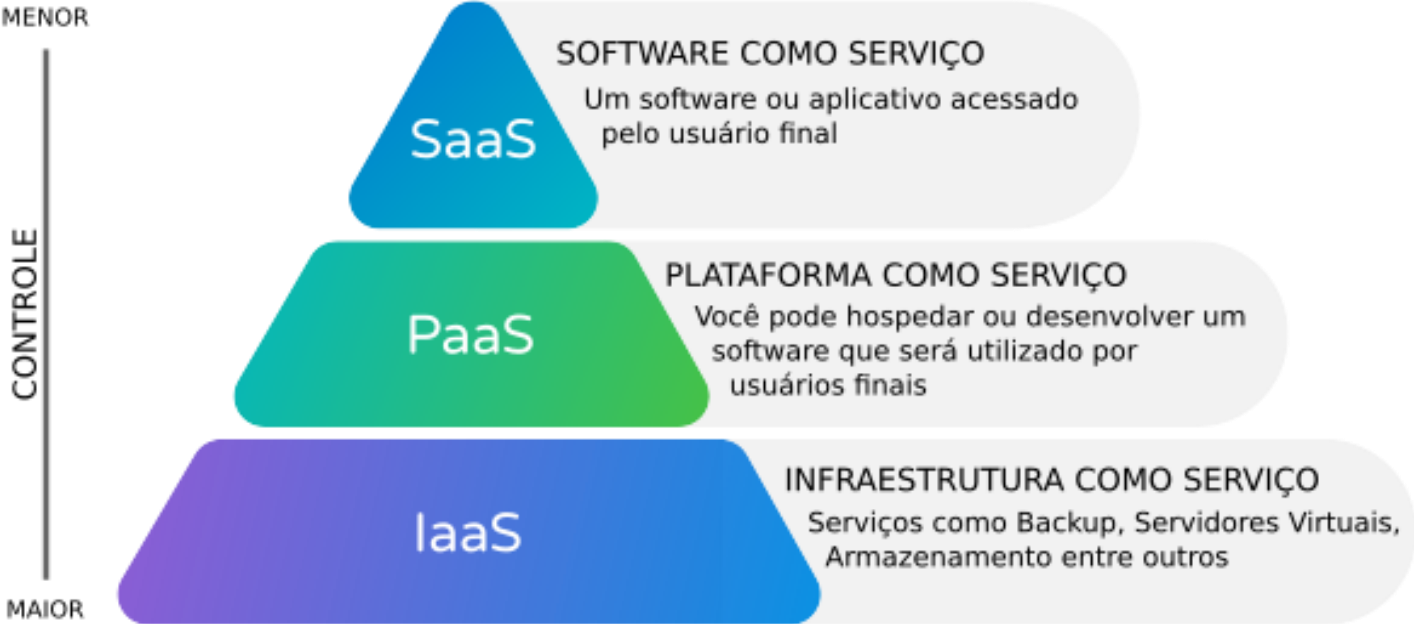 MENOR
CONTROLE
MAIOR
SaaS
SOFTWARE COMO SERVIÇO
Um software ou aplicativo acessado
pelo usuário final
PaaS
PLATAFORMA COMO SERVIÇO
Você pode hospedar ou desenvolver um
software que será utilizado por
usuários finais
IaaS
INFRAESTRUTURA COMO SERVIÇO
Serviços como Backup, Servidores Virtuais,
Armazenamento entre outros